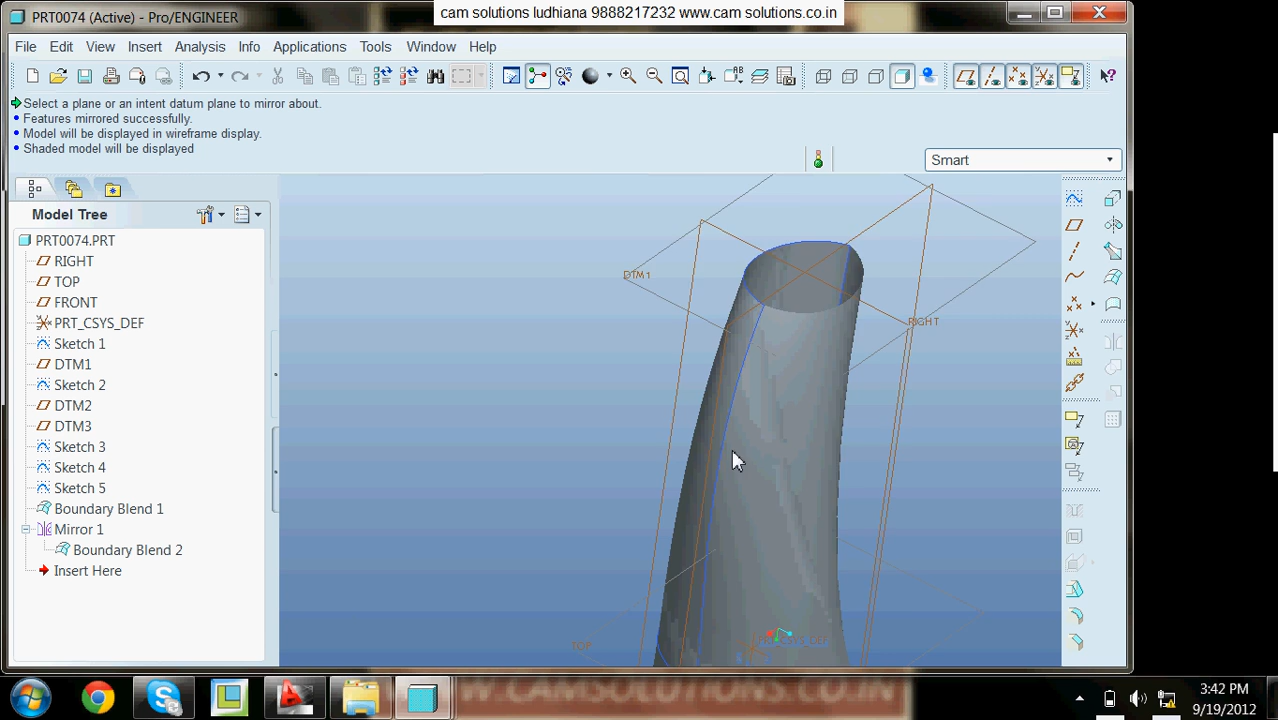 cam solutions ludhiana 9888217232 www.cam solutions.co.in
PRT0074 (Active) - Pro/ENGINEER
File Edit View Insert Analysis Info Applications Tools Window Help
Select a plane or an intent datum plane to mirror about.
Features mirrored successfully.
Model will be displayed in wireframe display.
Shaded model will be displayed
Smart
Model Tree
PRT0074.PRT
RIGHT
TOP
FRONT
PRT_CSYS_DEF
Sketch 1
DTM1
Sketch 2
DTM2
DTM3
Sketch 3
Sketch 4
Sketch 5
Boundary Blend 1
Mirror 1
Boundary Blend 2
Insert Here
DTM1
RIGHT
TOP
PRT_CSYS_DEF
3:42 PM
9/19/2012